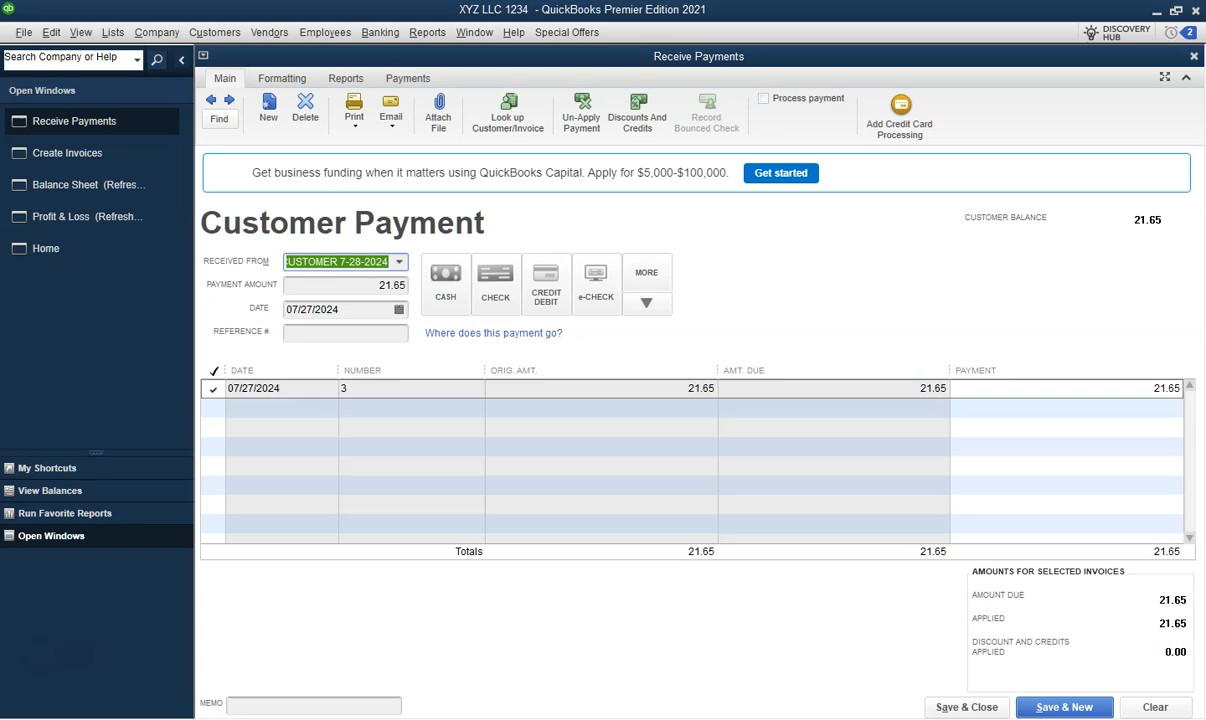 XYZ LLC 1234 - QuickBooks Premier Edition 2021
File Edit View Lists Company Customers Vendors Employees Banking Reports Window Help Special Offers
DISCOVERY HUB
2
Search Company or Help
Receive Payments
Open Windows
Receive Payments
Create Invoices
Balance Sheet (Refres...
Profit & Loss (Refresh...
Home
My Shortcuts
View Balances
Run Favorite Reports
Open Windows
Main Formatting Reports Payments
Find
New
Delete
Print
Email
Attach File
Look up Customer/Invoice
Un-Apply Payment
Discounts And Credits
Record Bounced Check
Process payment
Add Credit Card Processing
Get business funding when it matters using QuickBooks Capital. Apply for $5,000-$100,000. Get started
Customer Payment
CUSTOMER BALANCE 21.65
RECEIVED FROM CUSTOMER 7-28-2024
PAYMENT AMOUNT 21.65
DATE 07/27/2024
REFERENCE #
CASH
CHECK
CREDIT DEBIT
e-CHECK
MORE
Where does this payment go?
DATE NUMBER ORIG. AMT. AMT. DUE PAYMENT
07/27/2024 3 21.65 21.65 21.65
Totals 21.65 21.65 21.65
AMOUNTS FOR SELECTED INVOICES
AMOUNT DUE 21.65
APPLIED 21.65
DISCOUNT AND CREDITS
APPLIED 0.00
MEMO
Save & Close Save & New Clear